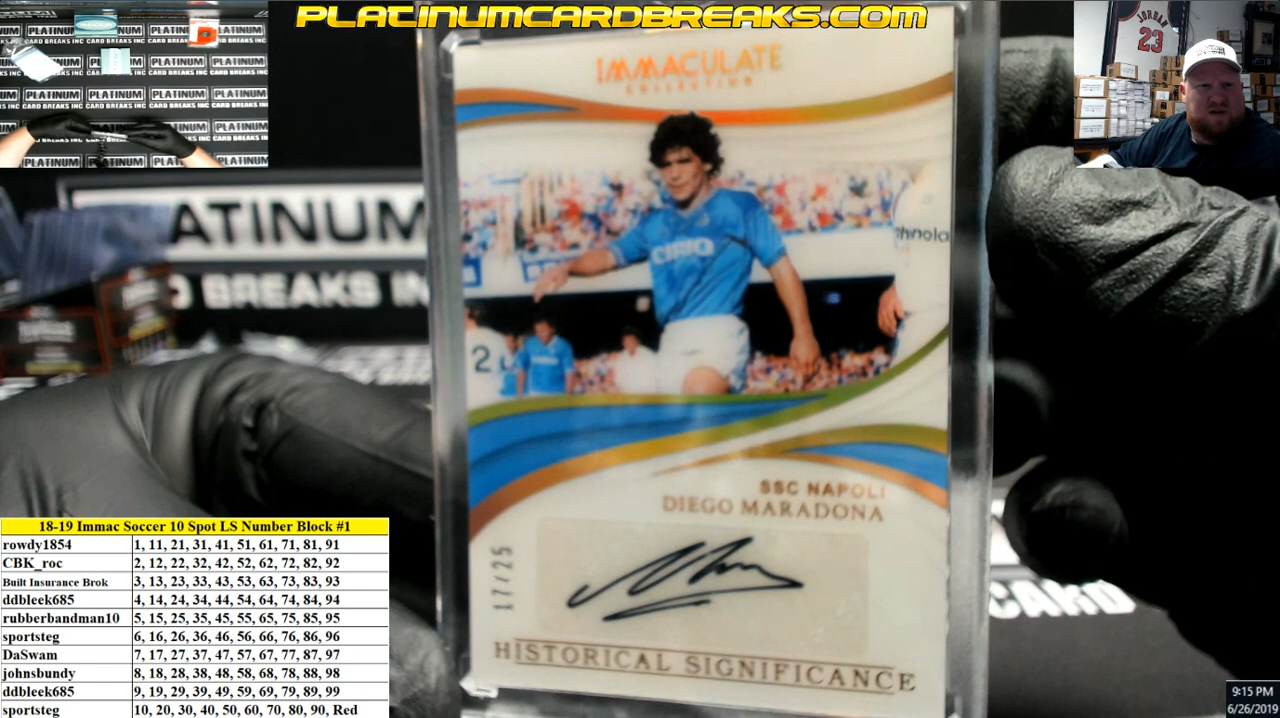 PLATINUMCARDBREAKS.COM
PLATINUM
CARD BREAKS INC
JORDAN
23
IMMACULATE
COLLECTION
CIRIO
2
SSC NAPOLI
DIEGO MARADONA
17/25
HISTORICAL SIGNIFICANCE
ATINUM
BREAKS IN
CARD
18-19 Immac Soccer 10 Spot LS Number Block #1
rowdy1854 1, 11, 21, 31, 41, 51, 61, 71, 81, 91
CBK_roc 2, 12, 22, 32, 42, 52, 62, 72, 82, 92
Built Insurance Brok 3, 13, 23, 33, 43, 53, 63, 73, 83, 93
ddbleek685 4, 14, 24, 34, 44, 54, 64, 74, 84, 94
rubberbandman10 5, 15, 25, 35, 45, 55, 65, 75, 85, 95
sportsteg 6, 16, 26, 36, 46, 56, 66, 76, 86, 96
DaSwam 7, 17, 27, 37, 47, 57, 67, 77, 87, 97
johnsbundy 8, 18, 28, 38, 48, 58, 68, 78, 88, 98
ddbleek685 9, 19, 29, 39, 49, 59, 69, 79, 89, 99
sportsteg 10, 20, 30, 40, 50, 60, 70, 80, 90, Red
9:15 PM
6/26/2019